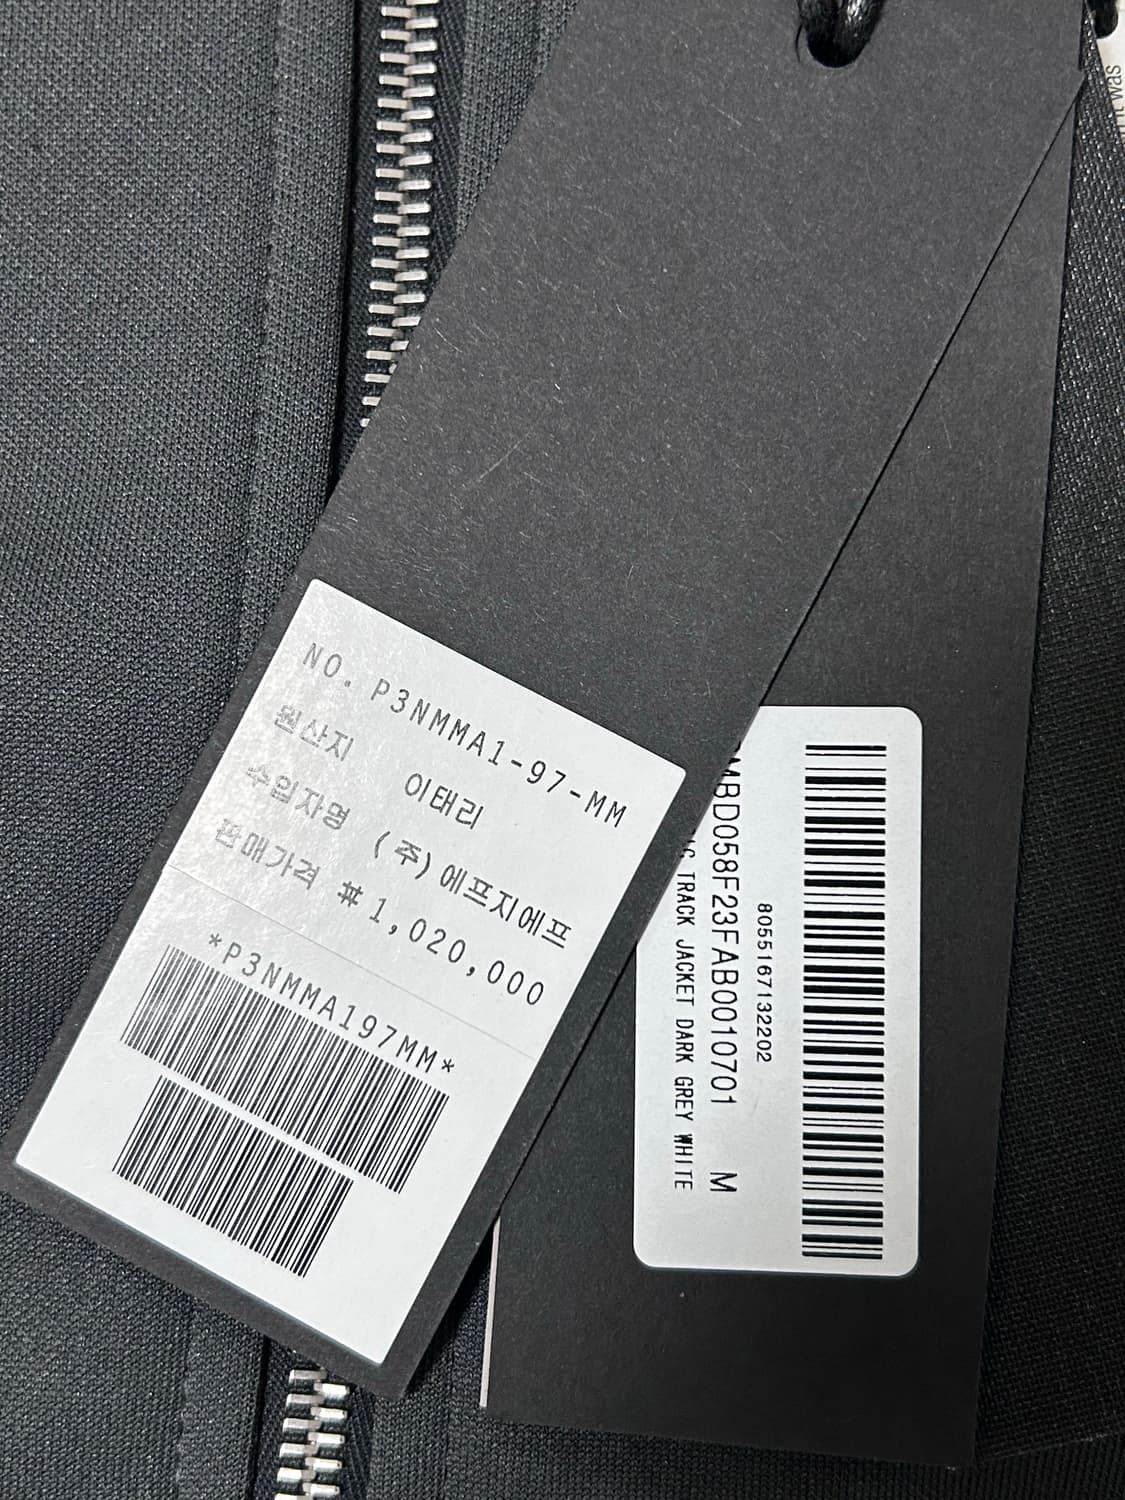 NO. P3NMMA1-97-MM
원산지 이태리
수입자명 (주)에프지에프
판매가격 ₩1,020,000
*P3NMMA197MM*
MBD058F23FAB0010701 M
TRACK JACKET DARK GREY WHITE
8055167132202
was